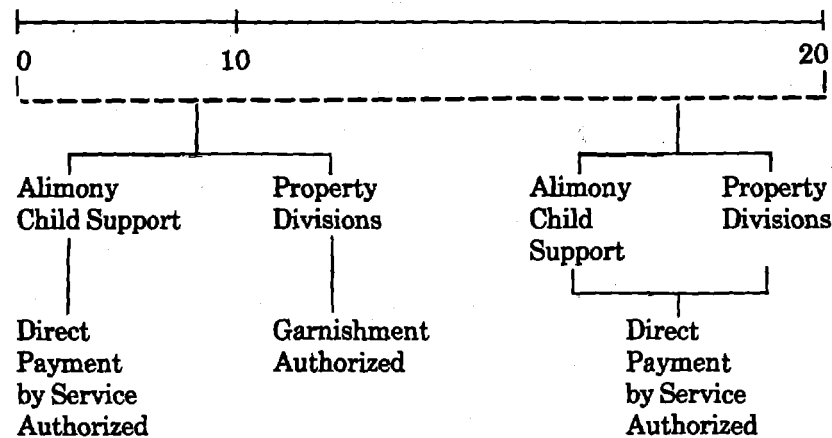 0 10 20
Alimony
Child Support
Property
Divisions
Alimony
Child
Support
Property
Divisions
Direct
Payment
by Service
Authorized
Garnishment
Authorized
Direct
Payment
by Service
Authorized